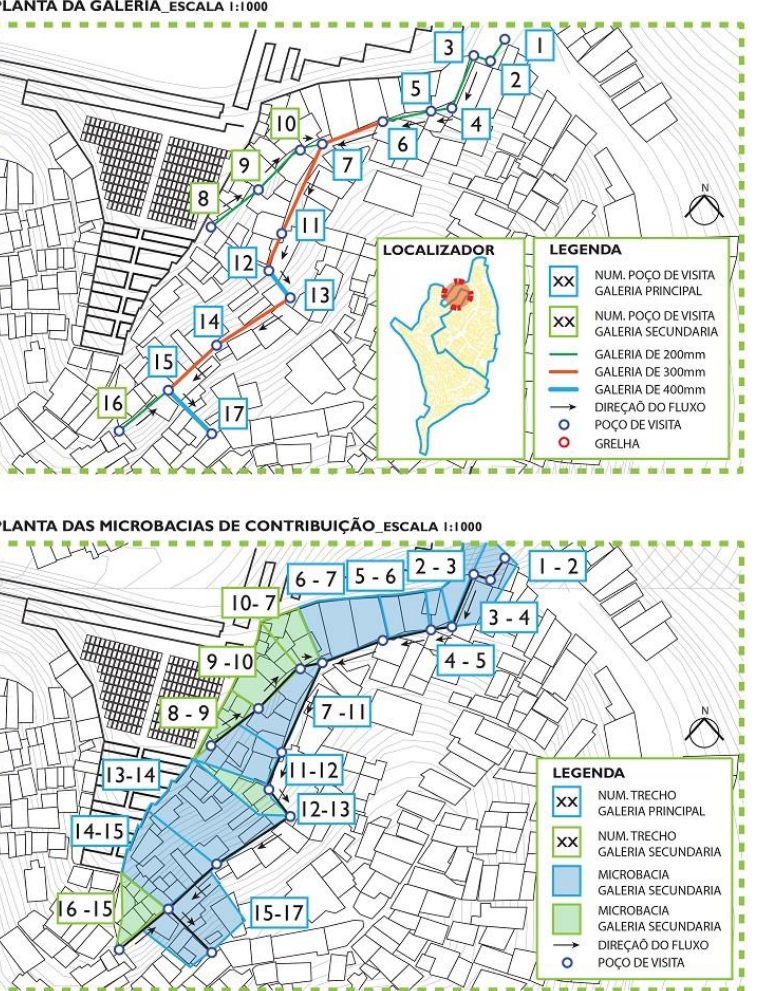 PLANTA DA GALERIA_ESCALA 1:1000
3
1
2
5
4
10
6
7
9
8
11
12
13
14
15
16
17
N
LOCALIZADOR
LEGENDA
XX
NUM. POÇO DE VISITA
GALERIA PRINCIPAL
XX
NUM. POÇO DE VISITA
GALERIA SECUNDARIA
GALERIA DE 200mm
GALERIA DE 300mm
GALERIA DE 400mm
DIREÇAÕ DO FLUXO
POÇO DE VISITA
GRELHA
PLANTA DAS MICROBACIAS DE CONTRIBUIÇÃO_ESCALA 1:1000
2 - 3
1 - 2
6 - 7
5 - 6
10- 7
3 - 4
9 -10
4 - 5
8 - 9
7 -11
N
13-14
11-12
12-13
14-15
16 -15
15-17
LEGENDA
XX
NUM. TRECHO
GALERIA PRINCIPAL
XX
NUM. TRECHO
GALERIA SECUNDARIA
MICROBACIA
GALERIA SECUNDARIA
MICROBACIA
GALERIA SECUNDARIA
DIREÇAÕ DO FLUXO
POÇO DE VISITA